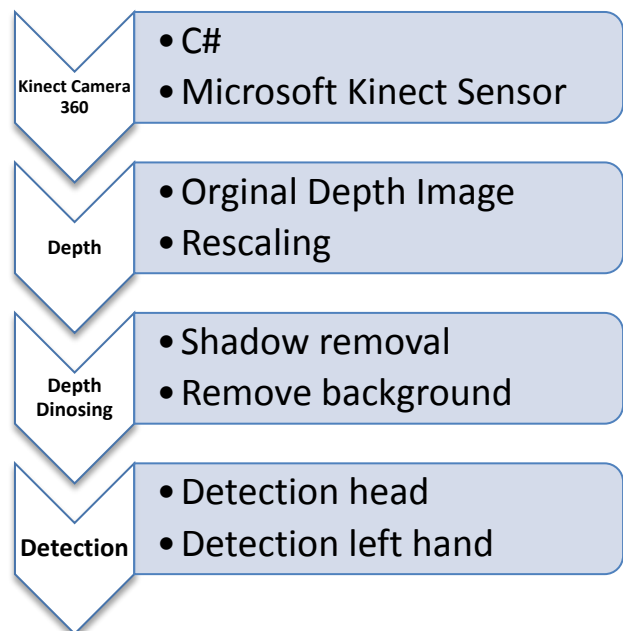 Kinect Camera
360
• C#
• Microsoft Kinect Sensor
Depth
• Orginal Depth Image
• Rescaling
Depth
Dinosing
• Shadow removal
• Remove background
Detection
• Detection head
• Detection left hand